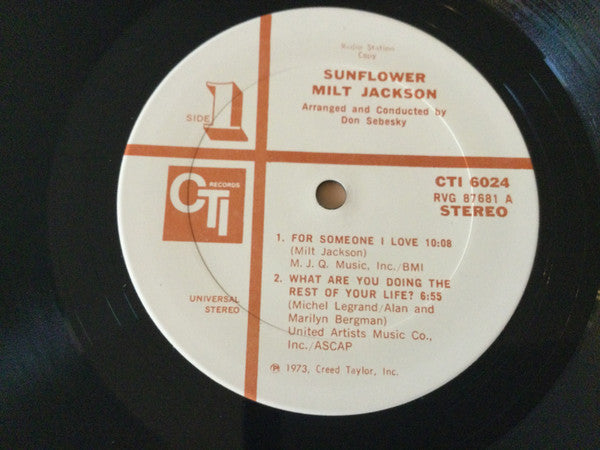 Radio Station
Copy
SUNFLOWER
MILT JACKSON
Arranged and Conducted by
Don Sebesky
SIDE 1
CTI RECORDS
CTI 6024
RVG 87681 A
STEREO
1. FOR SOMEONE I LOVE 10:08
(Milt Jackson)
M. J. Q. Music, Inc./BMI
2. WHAT ARE YOU DOING THE
REST OF YOUR LIFE? 6:55
(Michel Legrand/Alan and
Marilyn Bergman)
United Artists Music Co.,
Inc./ASCAP
UNIVERSAL
STEREO
℗ 1973, Creed Taylor, Inc.